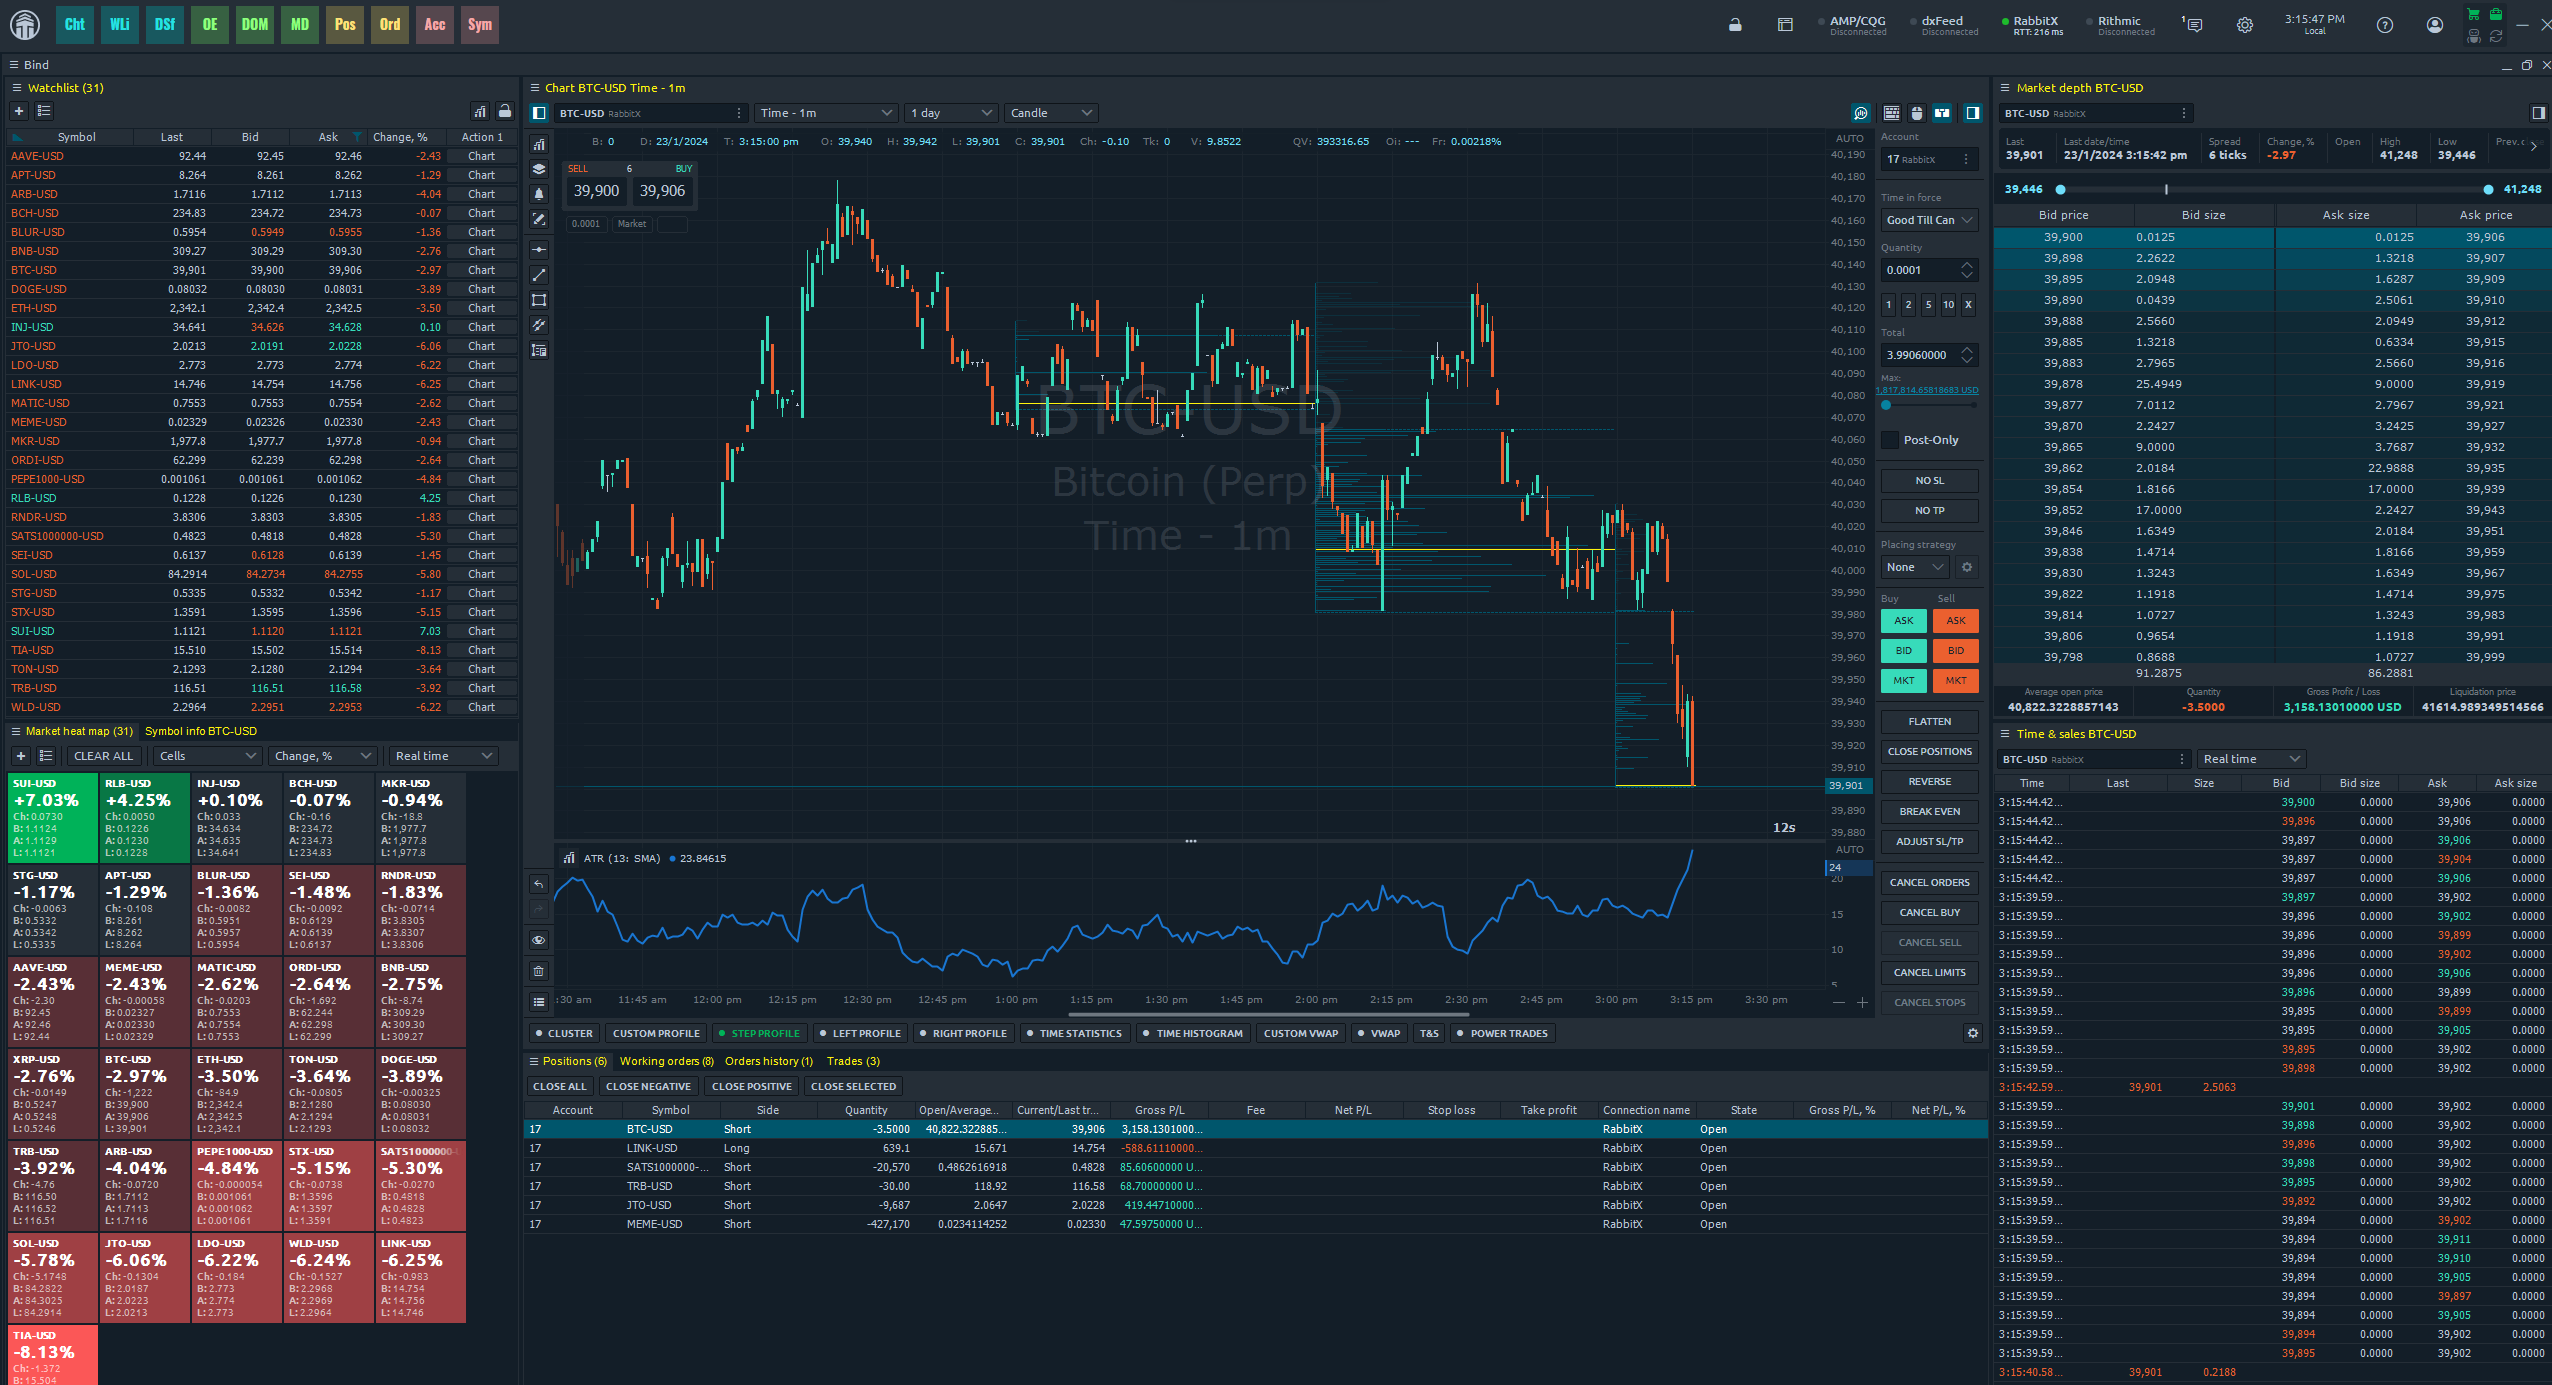 Cht WLi DSf OE DOM MD Pos Ord Acc Sym
AMP/CQG Disconnected
dxFeed Disconnected
RabbitX RTT: 216 ms
Rithmic Disconnected
1
3:15:47 PM Local
Bind
Watchlist (31)
Symbol Last Bid Ask Change, % Action 1
AAVE-USD 92.44 92.45 92.46 -2.43 Chart
APT-USD 8.264 8.261 8.262 -1.29 Chart
ARB-USD 1.7116 1.7112 1.7113 -4.04 Chart
BCH-USD 234.83 234.72 234.73 -0.07 Chart
BLUR-USD 0.5954 0.5949 0.5955 -1.36 Chart
BNB-USD 309.27 309.29 309.30 -2.76 Chart
BTC-USD 39,901 39,900 39,906 -2.97 Chart
DOGE-USD 0.08032 0.08030 0.08031 -3.89 Chart
ETH-USD 2,342.1 2,342.4 2,342.5 -3.50 Chart
INJ-USD 34.641 34.626 34.628 0.10 Chart
JTO-USD 2.0213 2.0191 2.0228 -6.06 Chart
LDO-USD 2.773 2.773 2.774 -6.22 Chart
LINK-USD 14.746 14.754 14.756 -6.25 Chart
MATIC-USD 0.7553 0.7553 0.7554 -2.62 Chart
MEME-USD 0.02329 0.02326 0.02330 -2.43 Chart
MKR-USD 1,977.8 1,977.7 1,977.8 -0.94 Chart
ORDI-USD 62.299 62.239 62.298 -2.64 Chart
PEPE1000-USD 0.001061 0.001061 0.001062 -4.84 Chart
RLB-USD 0.1228 0.1226 0.1230 4.25 Chart
RNDR-USD 3.8306 3.8303 3.8305 -1.83 Chart
SATS1000000-USD 0.4823 0.4818 0.4828 -5.30 Chart
SEI-USD 0.6137 0.6128 0.6139 -1.45 Chart
SOL-USD 84.2914 84.2734 84.2755 -5.80 Chart
STG-USD 0.5335 0.5332 0.5342 -1.17 Chart
STX-USD 1.3591 1.3595 1.3596 -5.15 Chart
SUI-USD 1.1121 1.1120 1.1121 7.03 Chart
TIA-USD 15.510 15.502 15.514 -8.13 Chart
TON-USD 2.1293 2.1280 2.1294 -3.64 Chart
TRB-USD 116.51 116.51 116.58 -3.92 Chart
WLD-USD 2.2964 2.2951 2.2953 -6.22 Chart
Market heat map (31) Symbol info BTC-USD
CLEAR ALL Cells Change, % Real time
SUI-USD RLB-USD INJ-USD BCH-USD MKR-USD
+7.03% +4.25% +0.10% -0.07% -0.94%
Ch: 0.0730 Ch: 0.0050 Ch: 0.033 Ch: -0.16 Ch: -18.8
B: 1.1124 B: 0.1226 B: 34.634 B: 234.72 B: 1,977.7
A: 1.1129 A: 0.1230 A: 34.635 A: 234.73 A: 1,977.8
L: 1.1121 L: 0.1228 L: 34.641 L: 234.83 L: 1,977.8
STG-USD APT-USD BLUR-USD SEI-USD RNDR-USD
-1.17% -1.29% -1.36% -1.48% -1.83%
Ch: -0.0063 Ch: -0.108 Ch: -0.0082 Ch: -0.0092 Ch: -0.0714
B: 0.5332 B: 8.261 B: 0.5951 B: 0.6129 B: 3.8305
A: 0.5342 A: 8.262 A: 0.5957 A: 0.6139 A: 3.8307
L: 0.5335 L: 8.264 L: 0.5954 L: 0.6137 L: 3.8306
AAVE-USD MEME-USD MATIC-USD ORDI-USD BNB-USD
-2.43% -2.43% -2.62% -2.64% -2.75%
Ch: -2.30 Ch: -0.00058 Ch: -0.0203 Ch: -1.692 Ch: -8.74
B: 92.45 B: 0.02327 B: 0.7553 B: 62.244 B: 309.29
A: 92.46 A: 0.02330 A: 0.7554 A: 62.298 A: 309.30
L: 92.44 L: 0.02329 L: 0.7553 L: 62.299 L: 309.27
XRP-USD BTC-USD ETH-USD TON-USD DOGE-USD
-2.76% -2.97% -3.50% -3.64% -3.89%
Ch: -0.0149 Ch: -1,222 Ch: -84.9 Ch: -0.0805 Ch: -0.00325
B: 0.5247 B: 39,900 B: 2,342.4 B: 2.1280 B: 0.08030
A: 0.5248 A: 39,906 A: 2,342.5 A: 2.1294 A: 0.08031
L: 0.5246 L: 39,901 L: 2,342.1 L: 2.1293 L: 0.08032
TRB-USD ARB-USD PEPE1000-USD STX-USD SATS1000000-
-3.92% -4.04% -4.84% -5.15% -5.30%
Ch: -4.76 Ch: -0.0720 Ch: -0.000054 Ch: -0.0738 Ch: -0.0270
B: 116.50 B: 1.7112 B: 0.001061 B: 1.3596 B: 0.4818
A: 116.52 A: 1.7113 A: 0.001062 A: 1.3597 A: 0.4828
L: 116.51 L: 1.7116 L: 0.001061 L: 1.3591 L: 0.4823
SOL-USD JTO-USD LDO-USD WLD-USD LINK-USD
-5.78% -6.06% -6.22% -6.24% -6.25%
Ch: -5.1748 Ch: -0.1304 Ch: -0.184 Ch: -0.1527 Ch: -0.983
B: 84.2822 B: 2.0187 B: 2.773 B: 2.2968 B: 14.754
A: 84.3025 A: 2.0223 A: 2.774 A: 2.2969 A: 14.756
L: 84.2914 L: 2.0213 L: 2.773 L: 2.2964 L: 14.746
TIA-USD
-8.13%
Ch: -1.372
B: 15.504
Chart BTC-USD Time - 1m
BTC-USD RabbitX Time - 1m 1 day Candle
B: 0 D: 23/1/2024 T: 3:15:00 pm O: 39,940 H: 39,942 L: 39,901 C: 39,901 Ch: -0.10 Tk: 0 V: 9.8522 QV: 393316.65 Oi: --- Fr: 0.00218%
SELL 6 BUY
39,900 39,906
0.0001 Market
BTC-USD
Bitcoin (Perp)
Time - 1m
AUTO
40,190
40,180
40,170
40,160
40,150
40,140
40,130
40,120
40,110
40,100
40,090
40,080
40,070
40,060
40,050
40,040
40,030
40,020
40,010
40,000
39,990
39,980
39,970
39,960
39,950
39,940
39,930
39,920
39,910
39,901
39,890
39,880
12s
ATR (13: SMA) 23.84615
AUTO
24
20
15
10
5
:30 am 11:45 am 12:00 pm 12:15 pm 12:30 pm 12:45 pm 1:00 pm 1:15 pm 1:30 pm 1:45 pm 2:00 pm 2:15 pm 2:30 pm 2:45 pm 3:00 pm 3:15 pm 3:30 pm
CLUSTER CUSTOM PROFILE STEP PROFILE LEFT PROFILE RIGHT PROFILE TIME STATISTICS TIME HISTOGRAM CUSTOM VWAP VWAP T&S POWER TRADES
Account
17 RabbitX
Time in force
Good Till Can
Quantity
0.0001
1 2 5 10 X
Total
3.99060000
Max:
1,817,814.65818683 USD
Post-Only
NO SL
NO TP
Placing strategy
None
Buy Sell
ASK ASK
BID BID
MKT MKT
FLATTEN
CLOSE POSITIONS
REVERSE
BREAK EVEN
ADJUST SL/TP
CANCEL ORDERS
CANCEL BUY
CANCEL SELL
CANCEL LIMITS
CANCEL STOPS
Positions (6) Working orders (8) Orders history (1) Trades (3)
CLOSE ALL CLOSE NEGATIVE CLOSE POSITIVE CLOSE SELECTED
Account Symbol Side Quantity Open/Average... Current/Last tr... Gross P/L Fee Net P/L Stop loss Take profit Connection name State Gross P/L, % Net P/L, %
17 BTC-USD Short -3.5000 40,822.322885... 39,906 3,158.1301000... RabbitX Open
17 LINK-USD Long 639.1 15.671 14.754 -588.61110000... RabbitX Open
17 SATS1000000-... Short -20,570 0.4862616918 0.4828 85.60600000 U... RabbitX Open
17 TRB-USD Short -30.00 118.92 116.58 68.70000000 U... RabbitX Open
17 JTO-USD Short -9,687 2.0647 2.0228 419.44710000... RabbitX Open
17 MEME-USD Short -427,170 0.0234114252 0.02330 47.59750000 U... RabbitX Open
Market depth BTC-USD
BTC-USD RabbitX
Last Last date/time Spread Change, % Open High Low Prev. c
39,901 23/1/2024 3:15:42 pm 6 ticks -2.97 41,248 39,446
39,446 41,248
Bid price Bid size Ask size Ask price
39,900 0.0125 0.0125 39,906
39,898 2.2622 1.3218 39,907
39,895 2.0948 1.6287 39,909
39,890 0.0439 2.5061 39,910
39,888 2.5660 2.0949 39,912
39,885 1.3218 0.6334 39,915
39,883 2.7965 2.5660 39,916
39,878 25.4949 9.0000 39,919
39,877 7.0112 2.7967 39,921
39,870 2.2427 3.2425 39,927
39,865 9.0000 3.7687 39,932
39,862 2.0184 22.9888 39,935
39,854 1.8166 17.0000 39,939
39,852 17.0000 2.2427 39,943
39,846 1.6349 2.0184 39,951
39,838 1.4714 1.8166 39,959
39,830 1.3243 1.6349 39,967
39,822 1.1918 1.4714 39,975
39,814 1.0727 1.3243 39,983
39,806 0.9654 1.1918 39,991
39,798 0.8688 1.0727 39,999
91.2875 86.2881
Average open price Quantity Gross Profit / Loss Liquidation price
40,822.3228857143 -3.5000 3,158.13010000 USD 41614.989349514566
Time & sales BTC-USD
BTC-USD RabbitX Real time
Time Last Size Bid Bid size Ask Ask size
3:15:44.42... 39,900 0.0000 39,906 0.0000
3:15:44.42... 39,896 0.0000 39,906 0.0000
3:15:44.42... 39,897 0.0000 39,906 0.0000
3:15:44.42... 39,897 0.0000 39,904 0.0000
3:15:44.42... 39,897 0.0000 39,906 0.0000
3:15:39.59... 39,897 0.0000 39,902 0.0000
3:15:39.59... 39,896 0.0000 39,902 0.0000
3:15:39.59... 39,896 0.0000 39,899 0.0000
3:15:39.59... 39,896 0.0000 39,902 0.0000
3:15:39.59... 39,896 0.0000 39,906 0.0000
3:15:39.59... 39,896 0.0000 39,899 0.0000
3:15:39.59... 39,895 0.0000 39,899 0.0000
3:15:39.59... 39,895 0.0000 39,905 0.0000
3:15:39.59... 39,895 0.0000 39,902 0.0000
3:15:39.59... 39,898 0.0000 39,902 0.0000
3:15:42.59... 39,901 2.5063
3:15:39.59... 39,901 0.0000 39,902 0.0000
3:15:39.59... 39,898 0.0000 39,902 0.0000
3:15:39.59... 39,896 0.0000 39,902 0.0000
3:15:39.59... 39,898 0.0000 39,902 0.0000
3:15:39.59... 39,895 0.0000 39,902 0.0000
3:15:39.59... 39,892 0.0000 39,902 0.0000
3:15:39.59... 39,894 0.0000 39,902 0.0000
3:15:39.59... 39,894 0.0000 39,911 0.0000
3:15:39.59... 39,894 0.0000 39,910 0.0000
3:15:39.59... 39,894 0.0000 39,905 0.0000
3:15:39.59... 39,894 0.0000 39,897 0.0000
3:15:39.59... 39,894 0.0000 39,905 0.0000
3:15:39.59... 39,894 0.0000 39,902 0.0000
3:15:39.59... 39,895 0.0000 39,902 0.0000
3:15:40.58... 39,901 0.2188